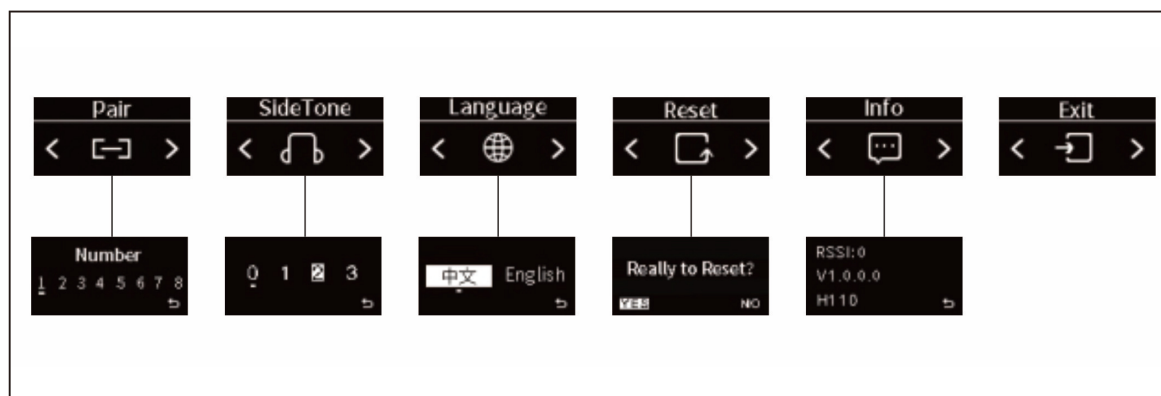 Pair
SideTone
Language
Reset
Info
Exit
Number
1 2 3 4 5 6 7 8
0 1 2 3
中文 English
Really to Reset?
YES NO
RSSI:0
V1.0.0.0
H110